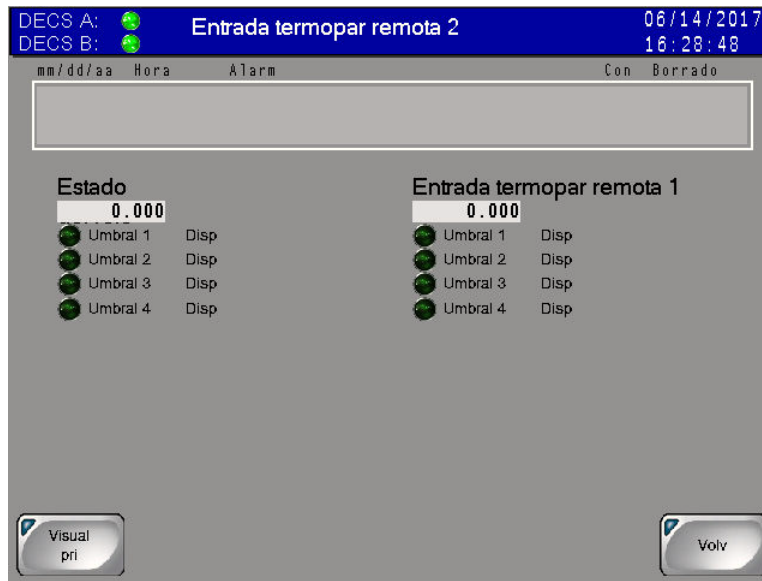 DECS A: Entrada termopar remota 2 06/14/2017
DECS B: 16:28:48
mm/dd/aa Hora Alarm Con Borrado
Estado Entrada termopar remota 1
0.000 0.000
Umbral 1 Disp Umbral 1 Disp
Umbral 2 Disp Umbral 2 Disp
Umbral 3 Disp Umbral 3 Disp
Umbral 4 Disp Umbral 4 Disp
Visual
pri Volv